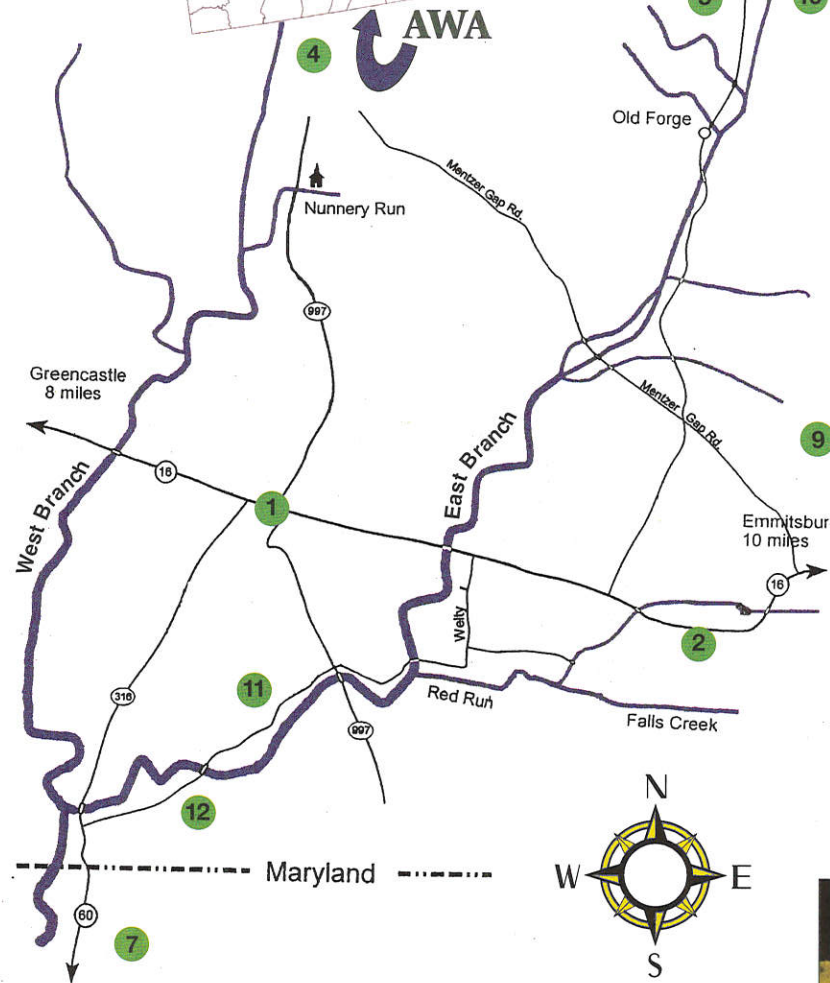 AWA
4
Old Forge
Mentzer Gap Rd.
Nunnery Run
997
Greencastle
8 miles
16
West Branch
East Branch
Mentzer Gap Rd.
9
1
Emmitsbur
10 miles
16
Welty
2
316
11
Red Run
997
Falls Creek
12
N
W
E
S
Maryland
60
7